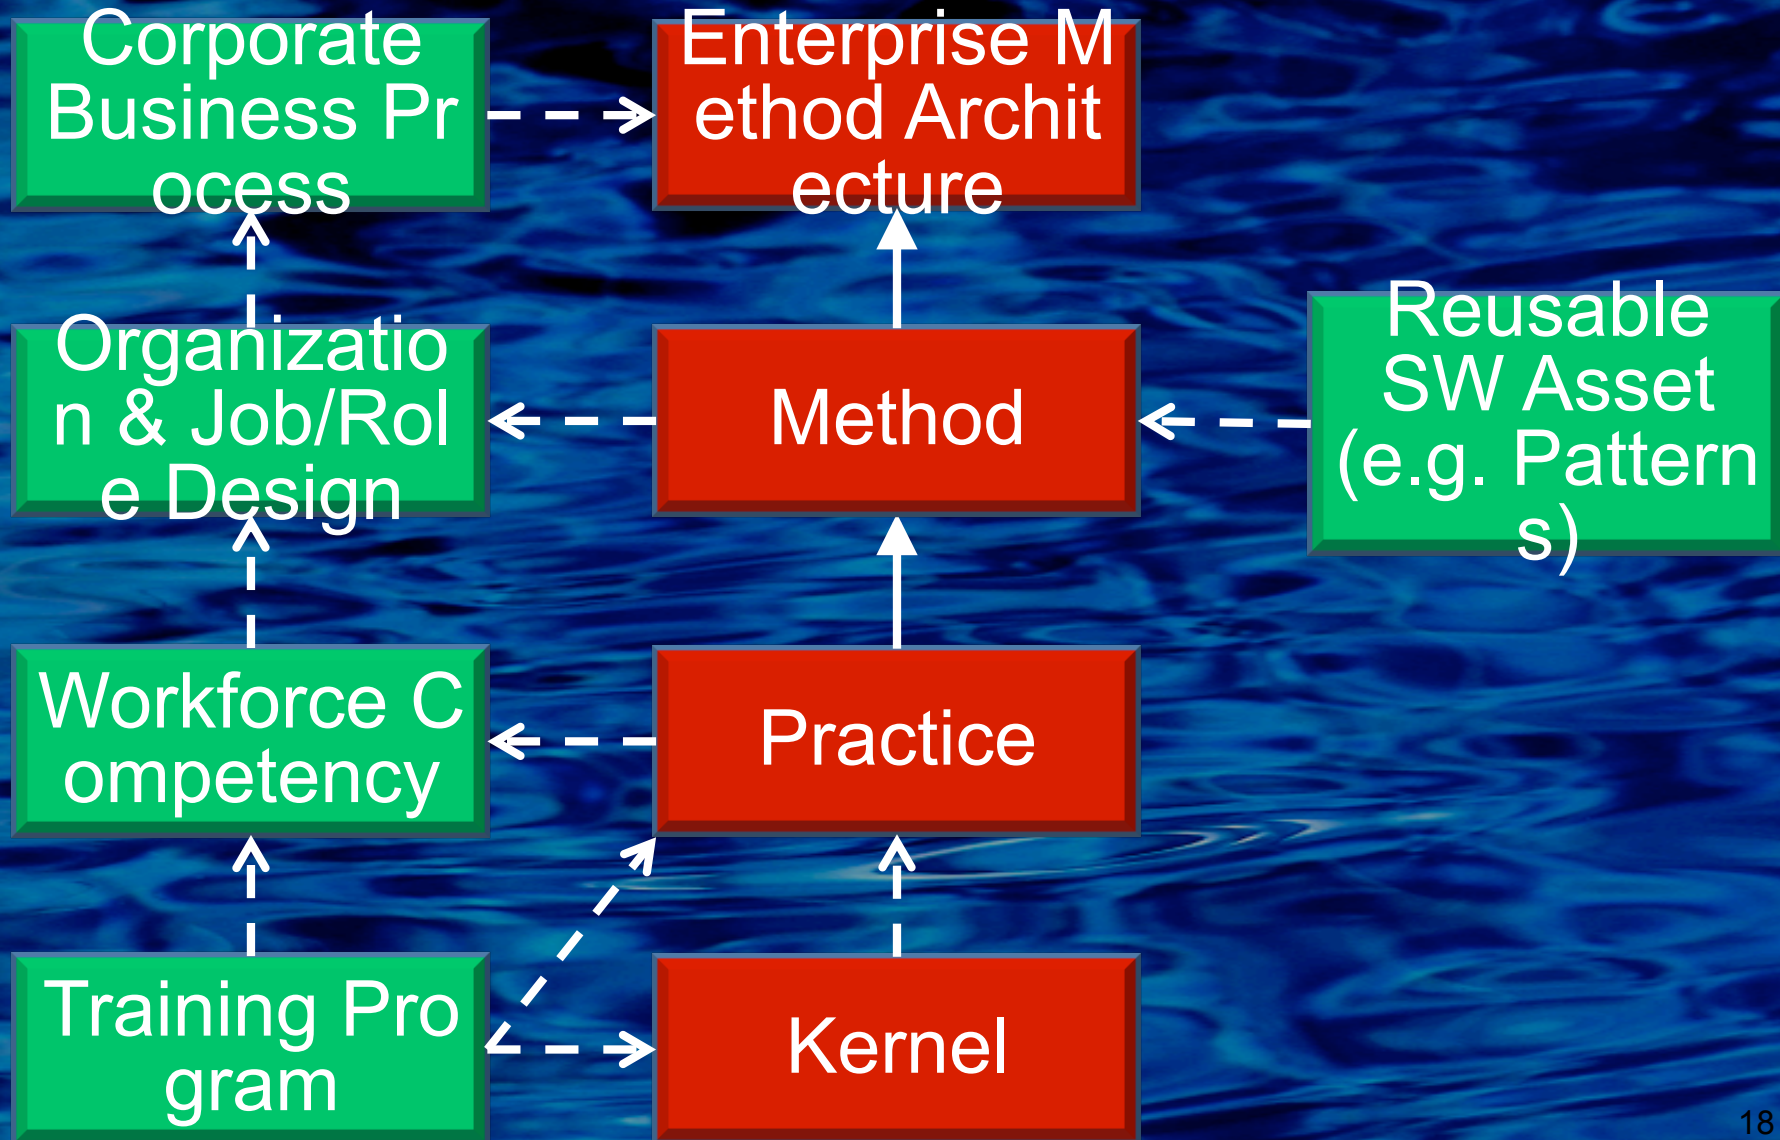 Corporate
Business Pr
ocess
Enterprise M
ethod Archit
ecture
Organizatio
n & Job/Rol
e Design
Method
Reusable
SW Asset
(e.g. Pattern
s)
Workforce C
ompetency
Practice
Training Pro
gram
Kernel
18